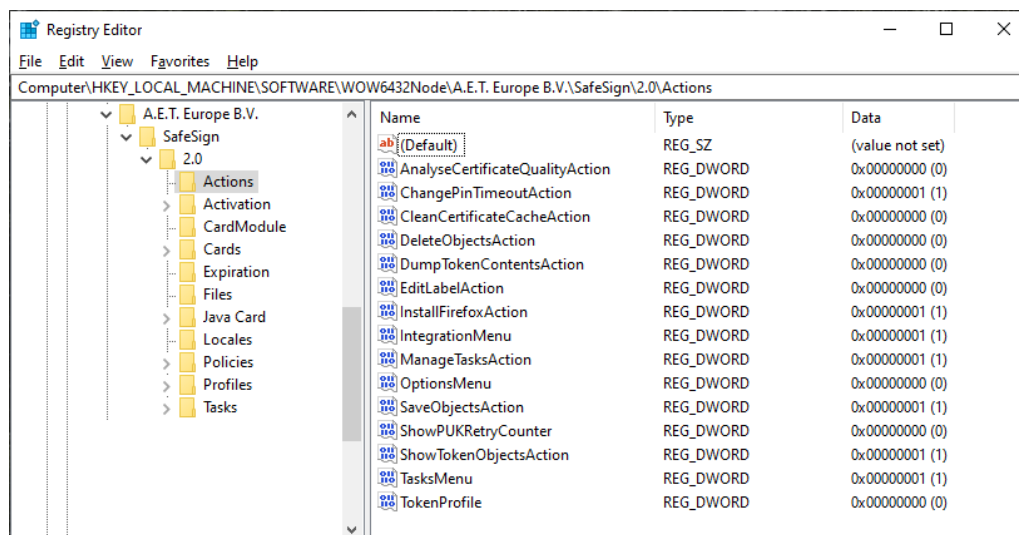 Registry Editor
File Edit View Favorites Help
Computer\HKEY_LOCAL_MACHINE\SOFTWARE\WOW6432Node\A.E.T. Europe B.V.\SafeSign\2.0\Actions
A.E.T. Europe B.V.
SafeSign
2.0
Actions
Activation
CardModule
Cards
Expiration
Files
Java Card
Locales
Policies
Profiles
Tasks
Name Type Data
ab (Default) REG_SZ (value not set)
AnalyseCertificateQualityAction REG_DWORD 0x00000000 (0)
ChangePinTimeoutAction REG_DWORD 0x00000001 (1)
CleanCertificateCacheAction REG_DWORD 0x00000000 (0)
DeleteObjectsAction REG_DWORD 0x00000000 (0)
DumpTokenContentsAction REG_DWORD 0x00000000 (0)
EditLabelAction REG_DWORD 0x00000000 (0)
InstallFirefoxAction REG_DWORD 0x00000001 (1)
IntegrationMenu REG_DWORD 0x00000001 (1)
ManageTasksAction REG_DWORD 0x00000001 (1)
OptionsMenu REG_DWORD 0x00000000 (0)
SaveObjectsAction REG_DWORD 0x00000001 (1)
ShowPUKRetryCounter REG_DWORD 0x00000000 (0)
ShowTokenObjectsAction REG_DWORD 0x00000001 (1)
TasksMenu REG_DWORD 0x00000001 (1)
TokenProfile REG_DWORD 0x00000000 (0)